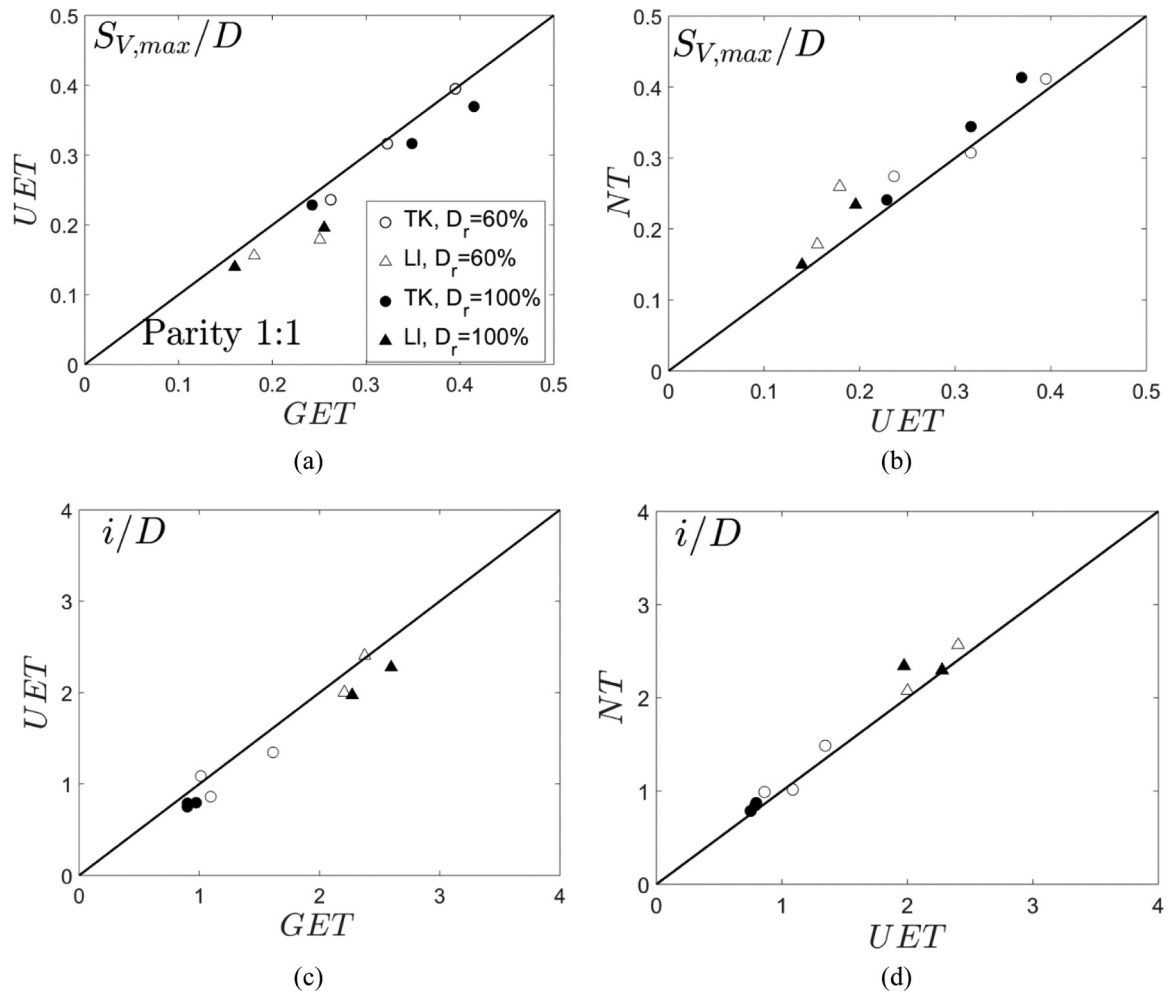 S_{V,max}/D
0.5
0.4
0.3
0.2
0.1
0
UET
TK, D_r=60%
LI, D_r=60%
TK, D_r=100%
LI, D_r=100%
Parity 1:1
0 0.1 0.2 0.3 0.4 0.5
GET
(a)
S_{V,max}/D
0.5
0.4
0.3
0.2
0.1
0
NT
0 0.1 0.2 0.3 0.4 0.5
UET
(b)
i/D
4
3
2
1
0
UET
0 1 2 3 4
GET
(c)
i/D
4
3
2
1
0
NT
0 1 2 3 4
UET
(d)